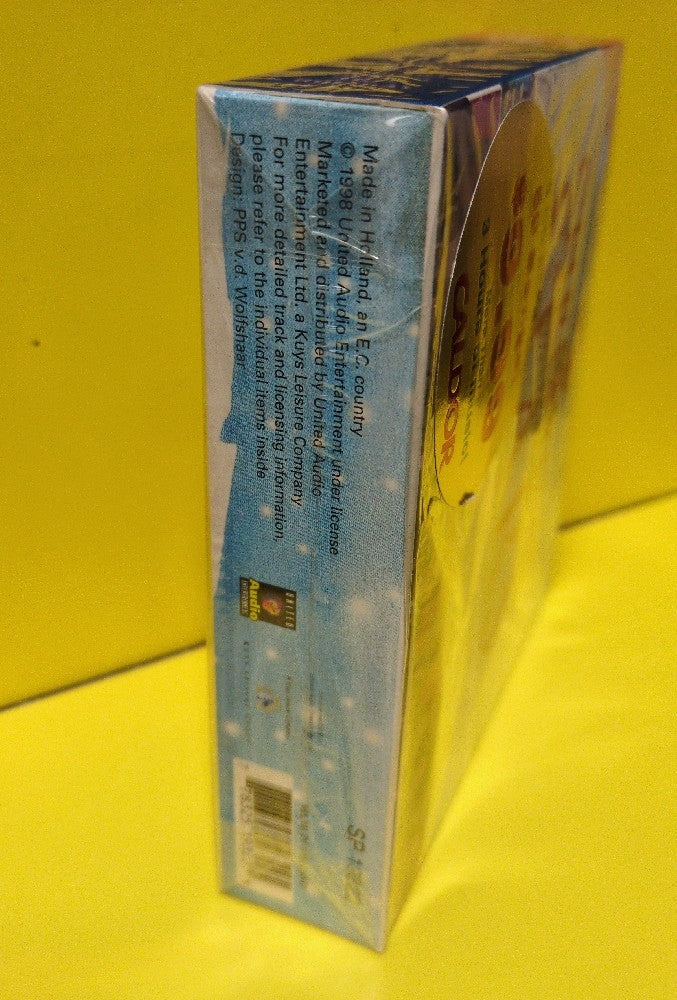 Made in Holland, an E.C. country
© 1998 United Audio Entertainment under license
Marketed and distributed by United Audio
Entertainment Ltd. a Kuys Leisure Company
For more detailed track and licensing information,
please refer to the individual items inside
Design: PPS v.d. Wolfshaar
UNITED
Audio
SP
CALDOR